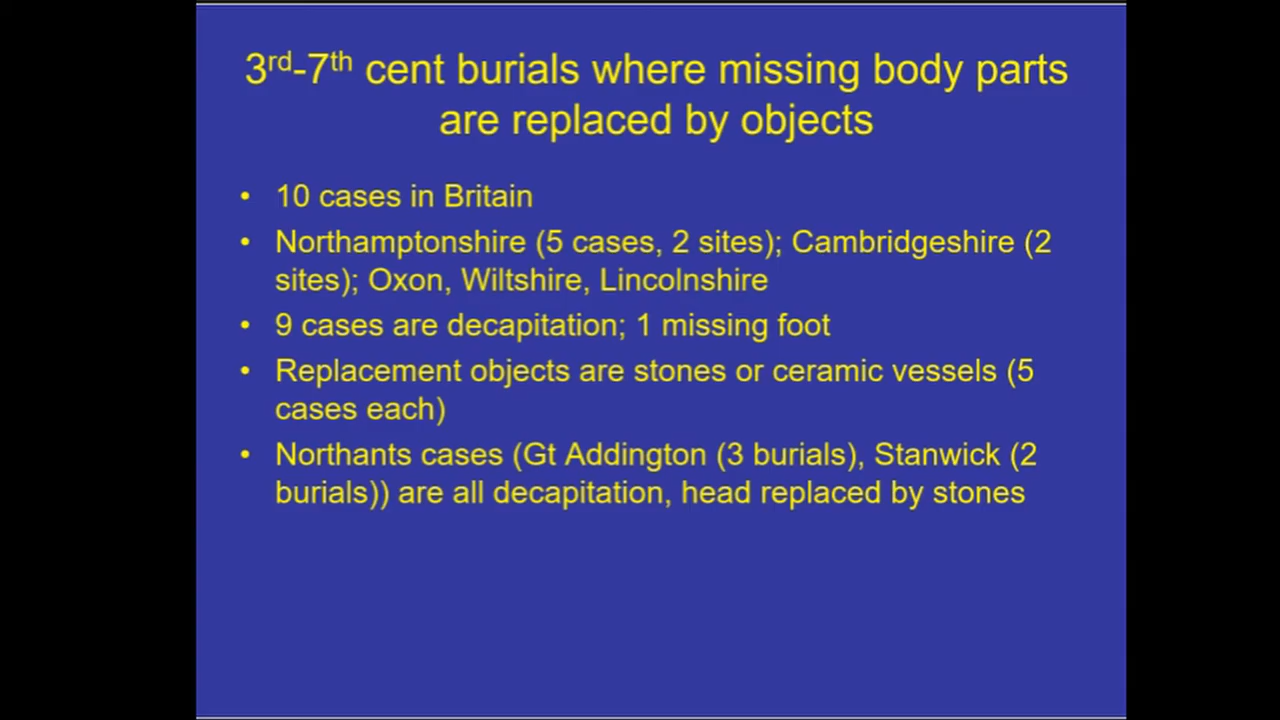 3rd-7th cent burials where missing body parts
are replaced by objects
• 10 cases in Britain
• Northamptonshire (5 cases, 2 sites); Cambridgeshire (2
sites); Oxon, Wiltshire, Lincolnshire
• 9 cases are decapitation; 1 missing foot
• Replacement objects are stones or ceramic vessels (5
cases each)
• Northants cases (Gt Addington (3 burials), Stanwick (2
burials)) are all decapitation, head replaced by stones